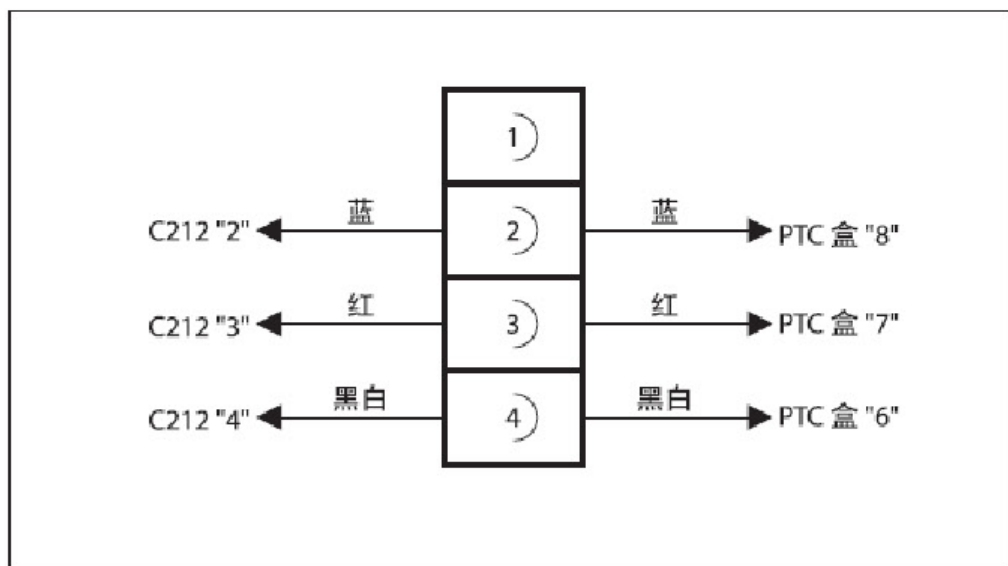 1
蓝 蓝
C212 "2" 2 PTC 盒 "8"
红 红
C212 "3" 3 PTC 盒 "7"
黑白 黑白
C212 "4" 4 PTC 盒 "6"